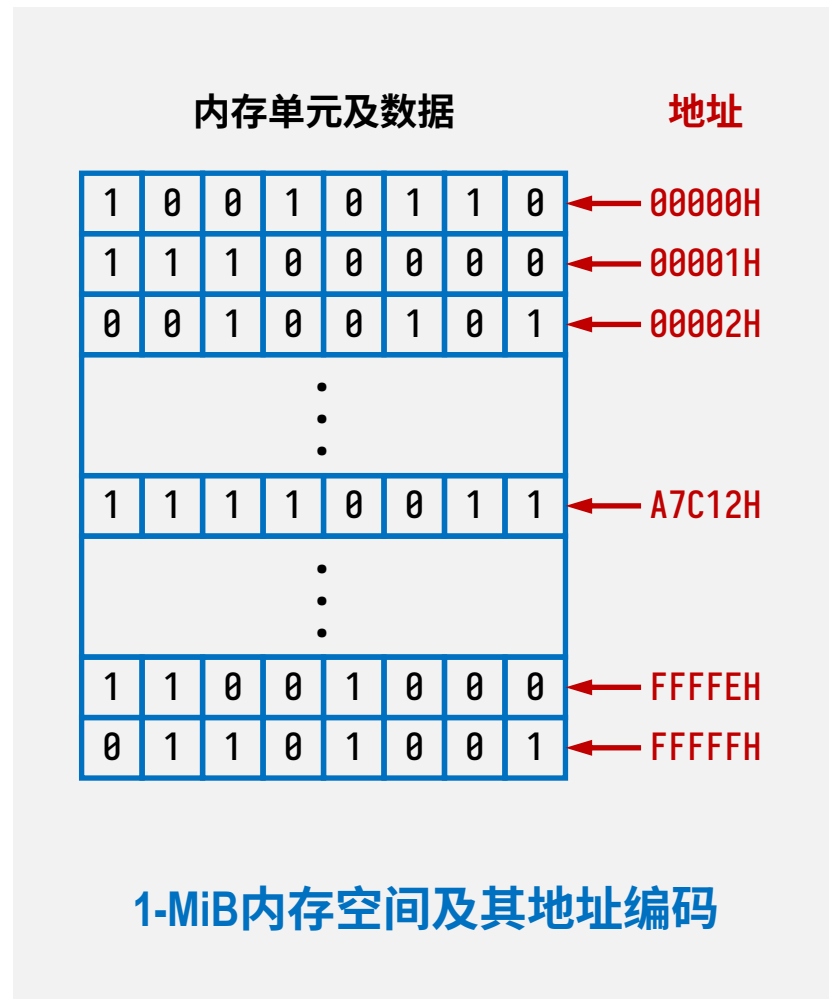 内存单元及数据 地址
1 0 0 1 0 1 1 0 00000H
1 1 1 0 0 0 0 0 00001H
0 0 1 0 0 1 0 1 00002H
1 1 1 1 0 0 1 1 A7C12H
1 1 0 0 1 0 0 0 FFFFEH
0 1 1 0 1 0 0 1 FFFFFH
1-MiB内存空间及其地址编码